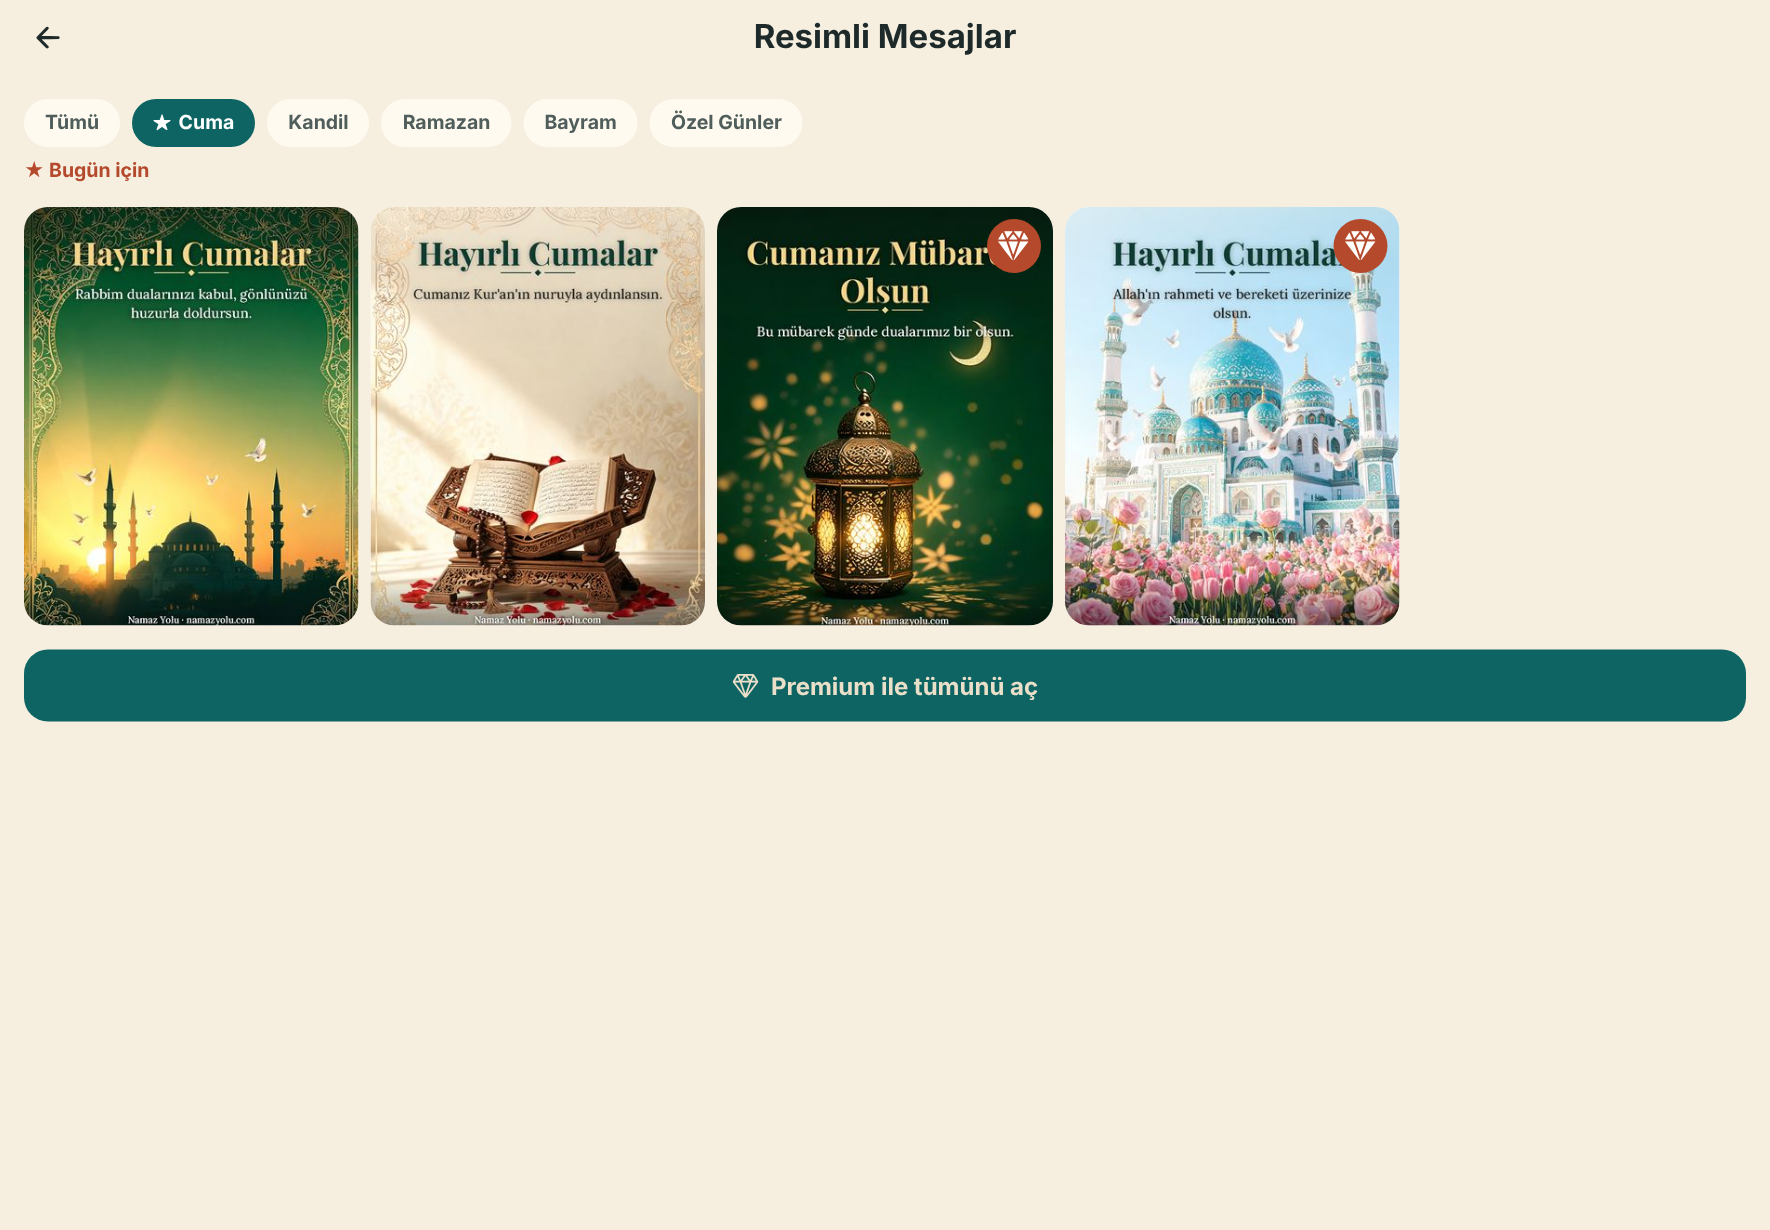 Resimli Mesajlar
Tümü
★ Cuma
Kandil
Ramazan
Bayram
Özel Günler
★ Bugün için
Hayırlı Cumalar
Rabbim dualarınızı kabul, gönlünüzü
huzurla doldursun.
Namaz Yolu · namazyolu.com
Hayırlı Cumalar
Cumanız Kur'an'ın nuruyla aydınlansın.
Namaz Yolu · namazyolu.com
Cumanız
Olsun
Bu mübarek günde dualarımız bir olsun.
Namaz Yolu · namazyolu.com
Hayırlı
Allah'ın rahmeti ve bereketi üzerinize
olsun.
Namaz Yolu · namazyolu.com
Premium ile tümünü aç